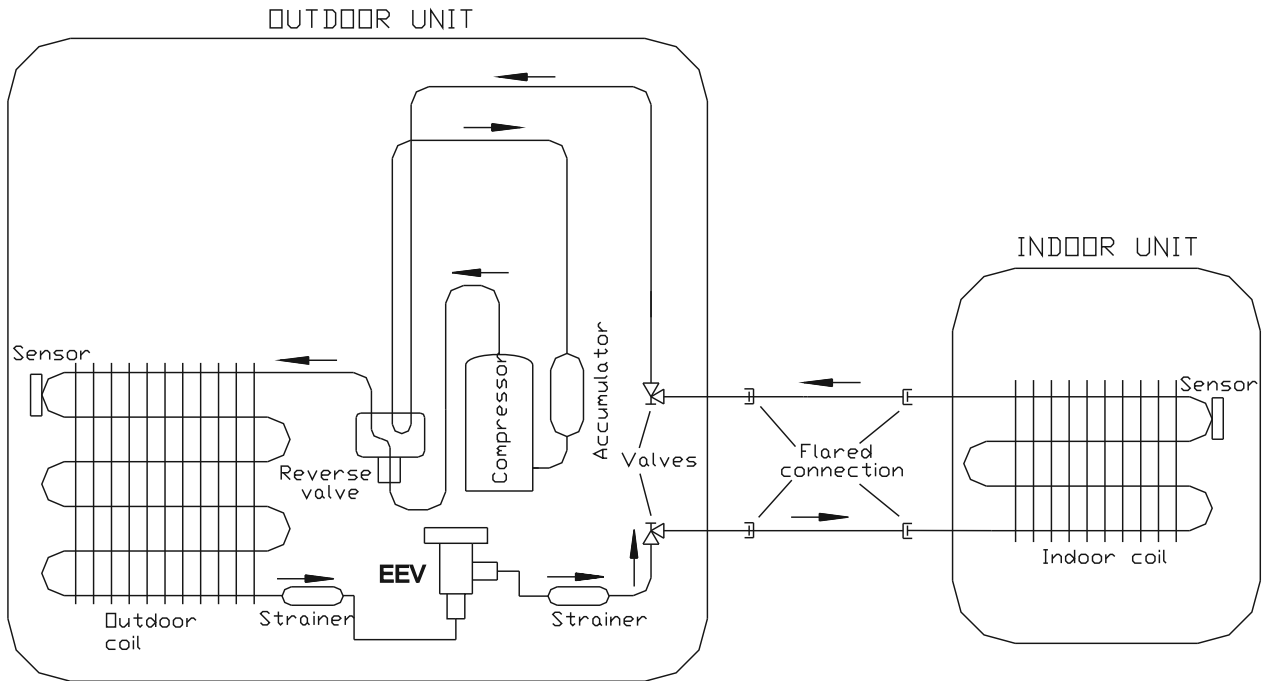 OUTDOOR UNIT
INDOOR UNIT
Sensor
Compressor
Accumulator
Sensor
Reverse
valve
Valves
Flared
connection
EEV
Indoor coil
Strainer
Strainer
Outdoor
coil